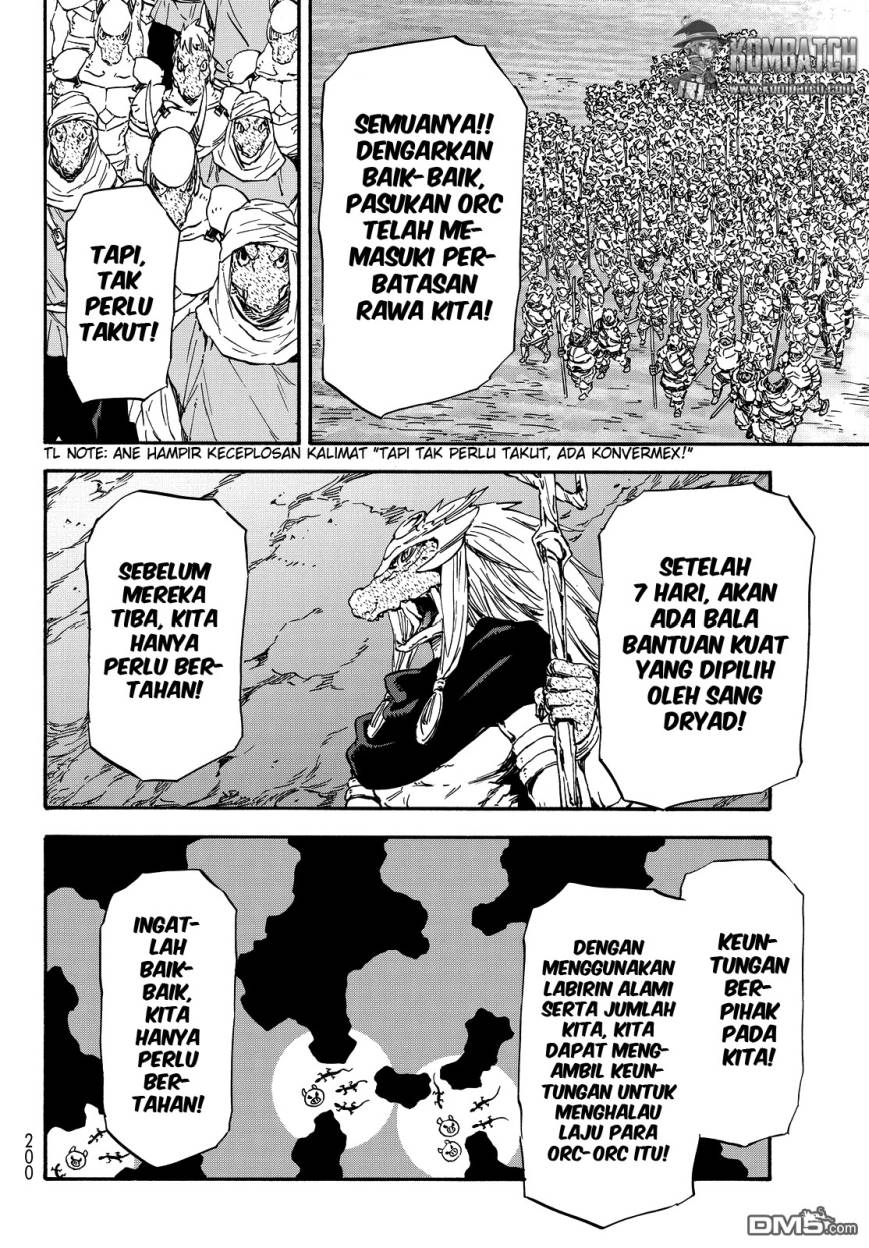 KOMBATCH
SEMUANYA!!
DENGARKAN
BAIK-BAIK,
PASUKAN ORC
TELAH ME-
MASUKI PER-
BATASAN
RAWA KITA!
TAPI,
TAK
PERLU
TAKUT!
TL NOTE: ANE HAMPIR KECEPLOSAN KALIMAT "TAPI TAK PERLU TAKUT, ADA KONVERMEX!"
SETELAH
7 HARI, AKAN
ADA BALA
BANTUAN KUAT
YANG DIPILIH
OLEH SANG
DRYAD!
SEBELUM
MEREKA
TIBA, KITA
HANYA
PERLU BER-
TAHAN!
KEUN-
TUNGAN
BER-
PIHAK
PADA
KITA!
DENGAN
MENGGUNAKAN
LABIRIN ALAMI
SERTA JUMLAH
KITA, KITA
DAPAT MENG-
AMBIL KEUN-
TUNGAN UNTUK
MENGHALAU
LAJU PARA
ORC-ORC ITU!
INGAT-
LAH
BAIK-
BAIK,
KITA
HANYA
PERLU
BER-
TAHAN!
200
DM5.com